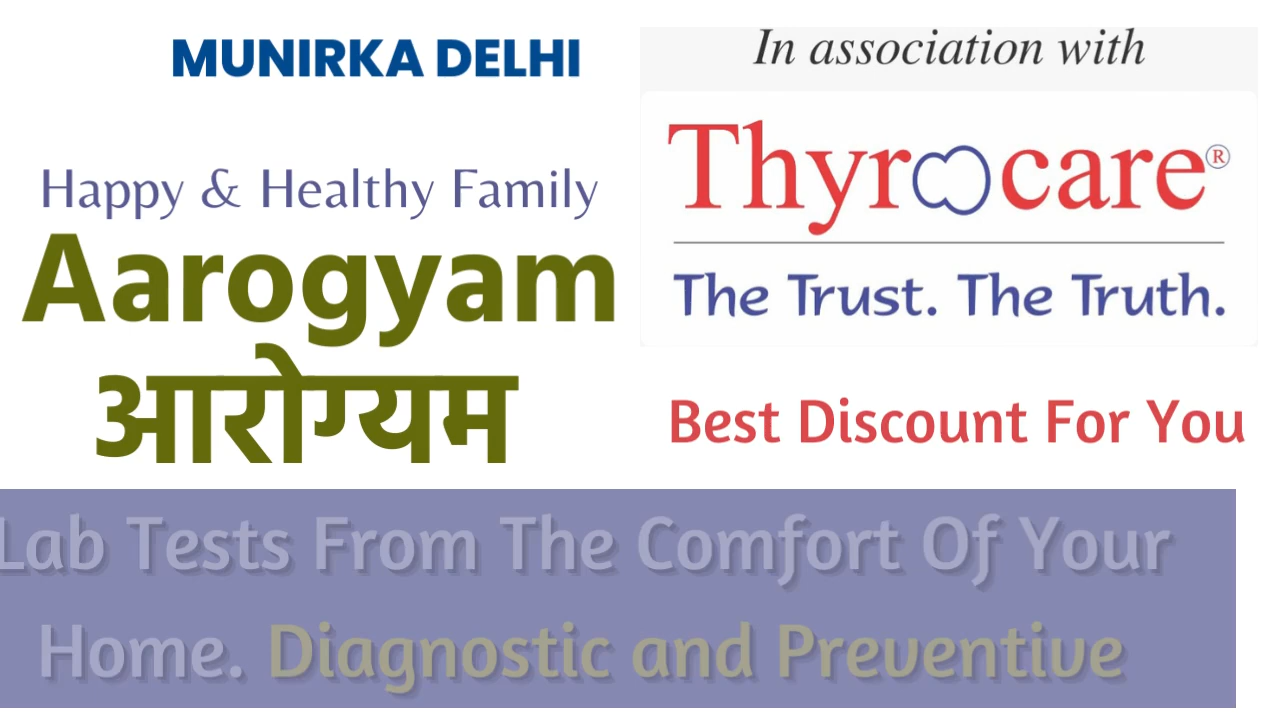 MUNIRKA DELHI
Happy & Healthy Family
Aarogyam
आरोग्यम
In association with
Thyrocare®
The Trust. The Truth.
Best Discount For You
Lab Tests From The Comfort Of Your
Home. Diagnostic and Preventive